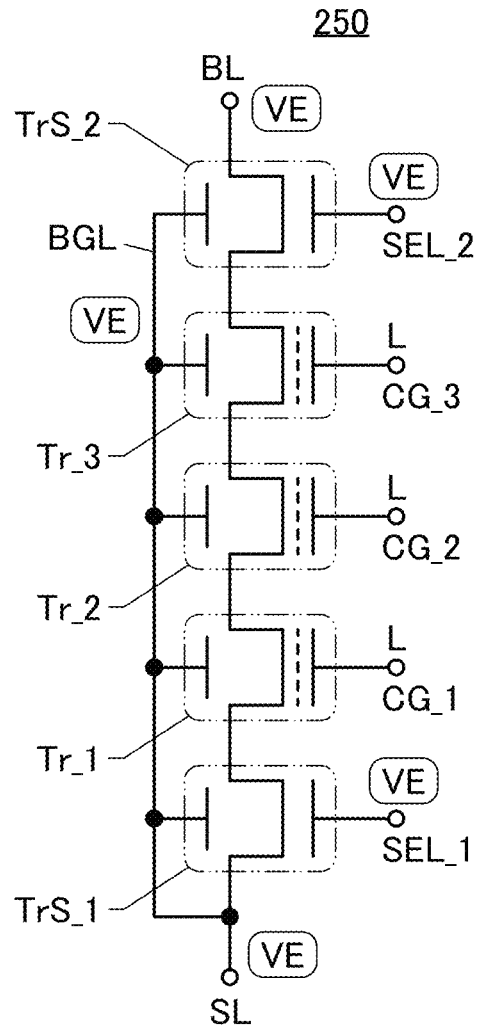 250
BL
VE
TrS_2
VE
SEL_2
BGL
VE
L
CG_3
Tr_3
L
CG_2
Tr_2
L
CG_1
Tr_1
VE
SEL_1
TrS_1
VE
SL